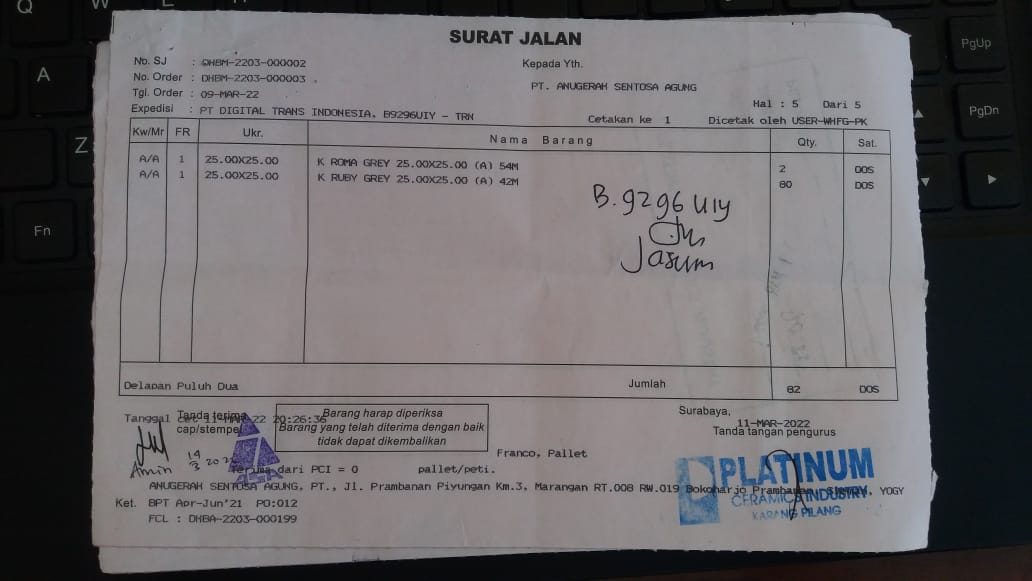 SURAT JALAN
No. SJ : DHBM-2203-000002
Kepada Yth.
No. Order : DHBM-2203-000003
PT. ANUGERAH SENTOSA AGUNG
Tgl. Order : 09-MAR-22
Hal : 5 Dari 5
Expedisi : PT DIGITAL TRANS INDONESIA, B9296UIY - TRN
Cetakan ke 1 Dicetak oleh USER-WHFG-PK
Kw/Mr FR Ukr. Nama Barang Qty. Sat.
A/A 1 25.00X25.00 K ROMA GREY 25.00X25.00 (A) 54M 2 DOS
A/A 1 25.00X25.00 K RUBY GREY 25.00X25.00 (A) 42M 80 DOS
B.9296 UIY
Jasum
Delapan Puluh Dua Jumlah 82 DOS
Tanggal cet 11-MAR-22 20:26:36
Tanda terima
cap/stempel
Barang harap diperiksa
Barang yang telah diterima dengan baik
tidak dapat dikembalikan
Surabaya,
11-MAR-2022
Tanda tangan pengurus
Franco, Pallet
Amin 14/3 2022
Terima dari PCI = 0 pallet/peti.
ASA
PLATINUM
CERAMICS INDUSTRY
KARANG PILANG
ANUGERAH SENTOSA AGUNG, PT., Jl. Prambanan Piyungan Km.3, Marangan RT.008 RW.019 Bokoharjo Prambanan, YOGY
Ket. BPT Apr-Jun'21 PO:012
FCL : DHBA-2203-000199
Q
W
E
A
Z
Fn
PgUp
PgDn